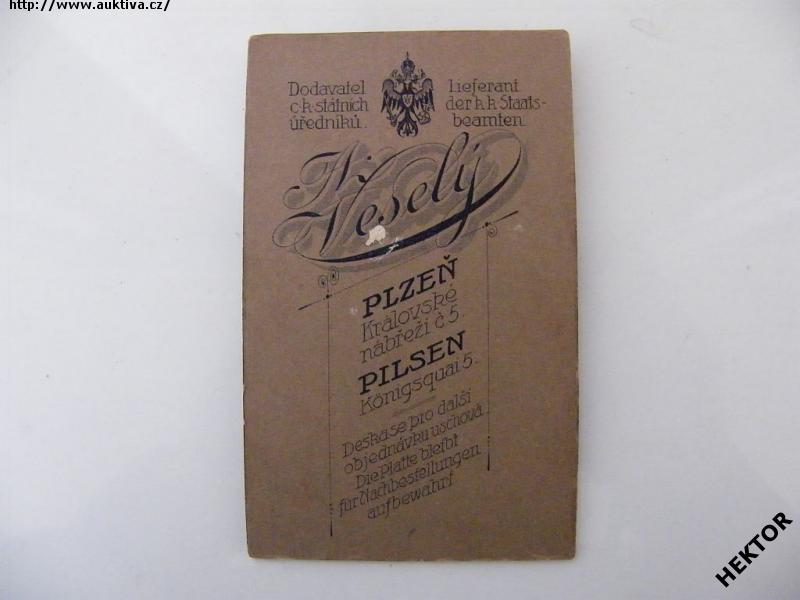 http://www.auktiva.cz/
Dodavatel
c.k. státních
úředníků.
Lieferant
der k.k. Staats-
beamten.
Veselý
PLZEŇ
Královské
nábřeží č 5.
PILSEN
Königsquai 5.
Deska se pro další
objednávku uschová
Die Platte bleibt
für Nachbestellungen
aufbewahrt
HEKTOR